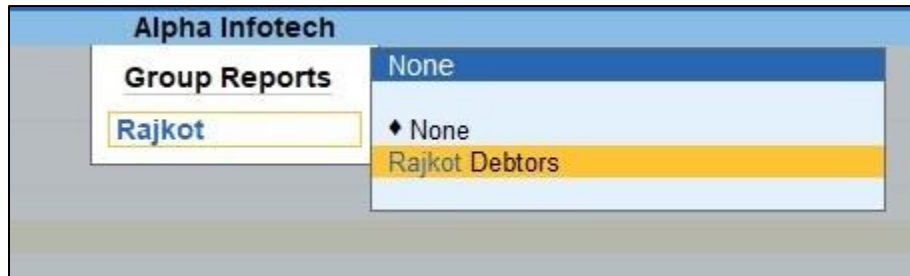 Alpha Infotech
Group Reports
None
Rajkot
♦ None
Rajkot Debtors